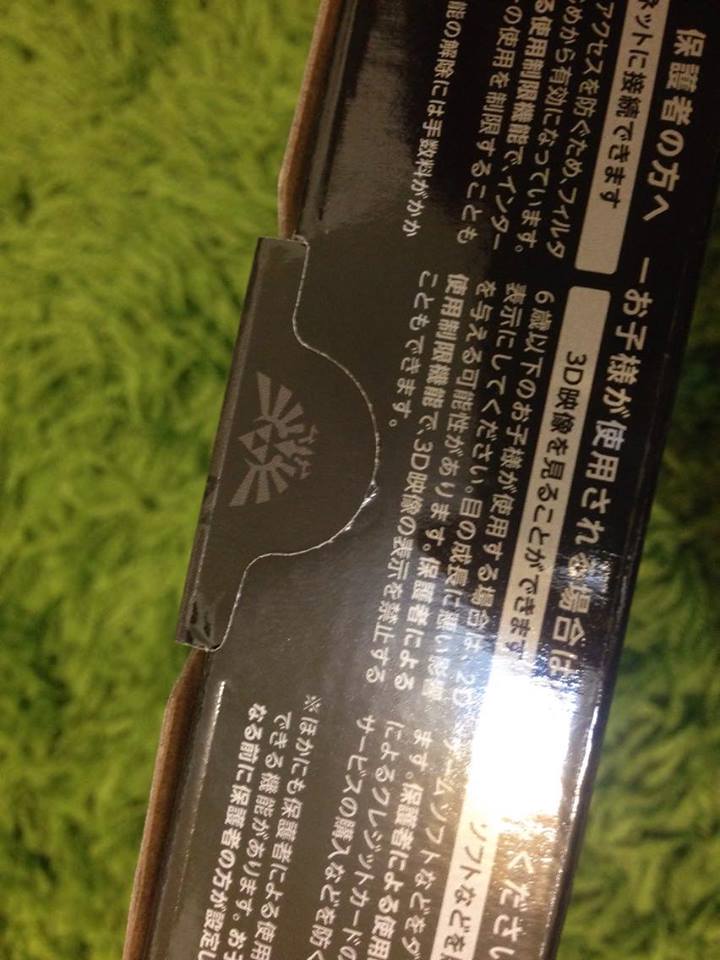 保護者の方へ ーお子様が使用される場合は
くださ
ネットに接続できます
アクセスを防ぐため、フィルタ
めから有効になっています。
る使用制限機能で、インター
の使用を制限することも
能の解除には手数料がかか
3D映像を見ることができます
6歳以下のお子様が使用する場合は、2D
表示にしてください。目の成長に悪い影響
を与える可能性があります。保護者による
使用制限機能で、3D映像の表示を禁止する
こともできます。
ソフトなどを
ームソフトなどをダ
ます。保護者による使用
によるクレジットカードの
サービスの購入などを防ぐ
※ほかにも保護者による使用
できる機能があります。お子
なる前に保護者の方が設定し